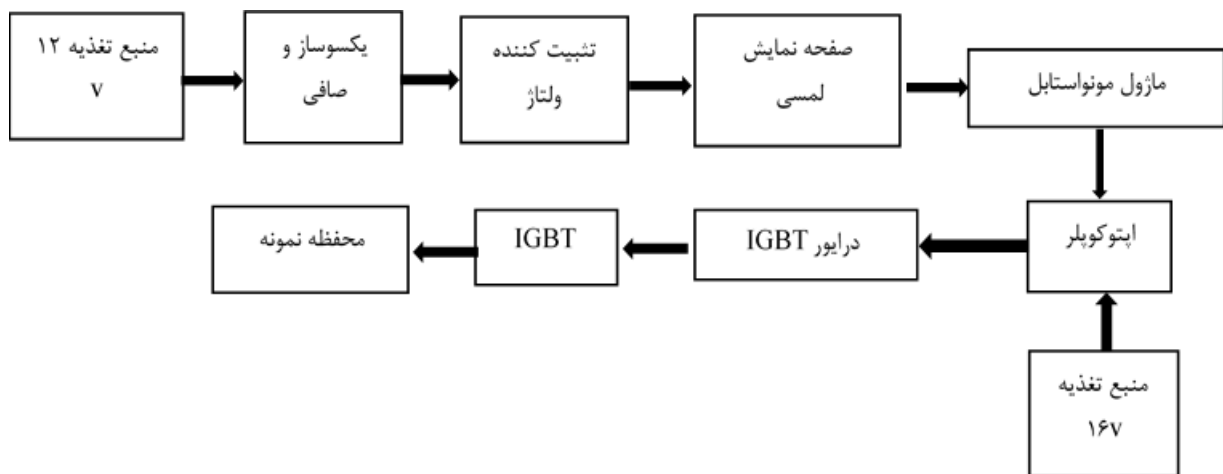 منبع تغذیه ۱۲
v
یکسوساز و
صافی
تثبیت کننده
ولتاژ
صفحه نمایش
لمسی
ماژول مونواستابل
اپتوکوپلر
درایور IGBT
IGBT
محفظه نمونه
منبع تغذیه
۱۶v